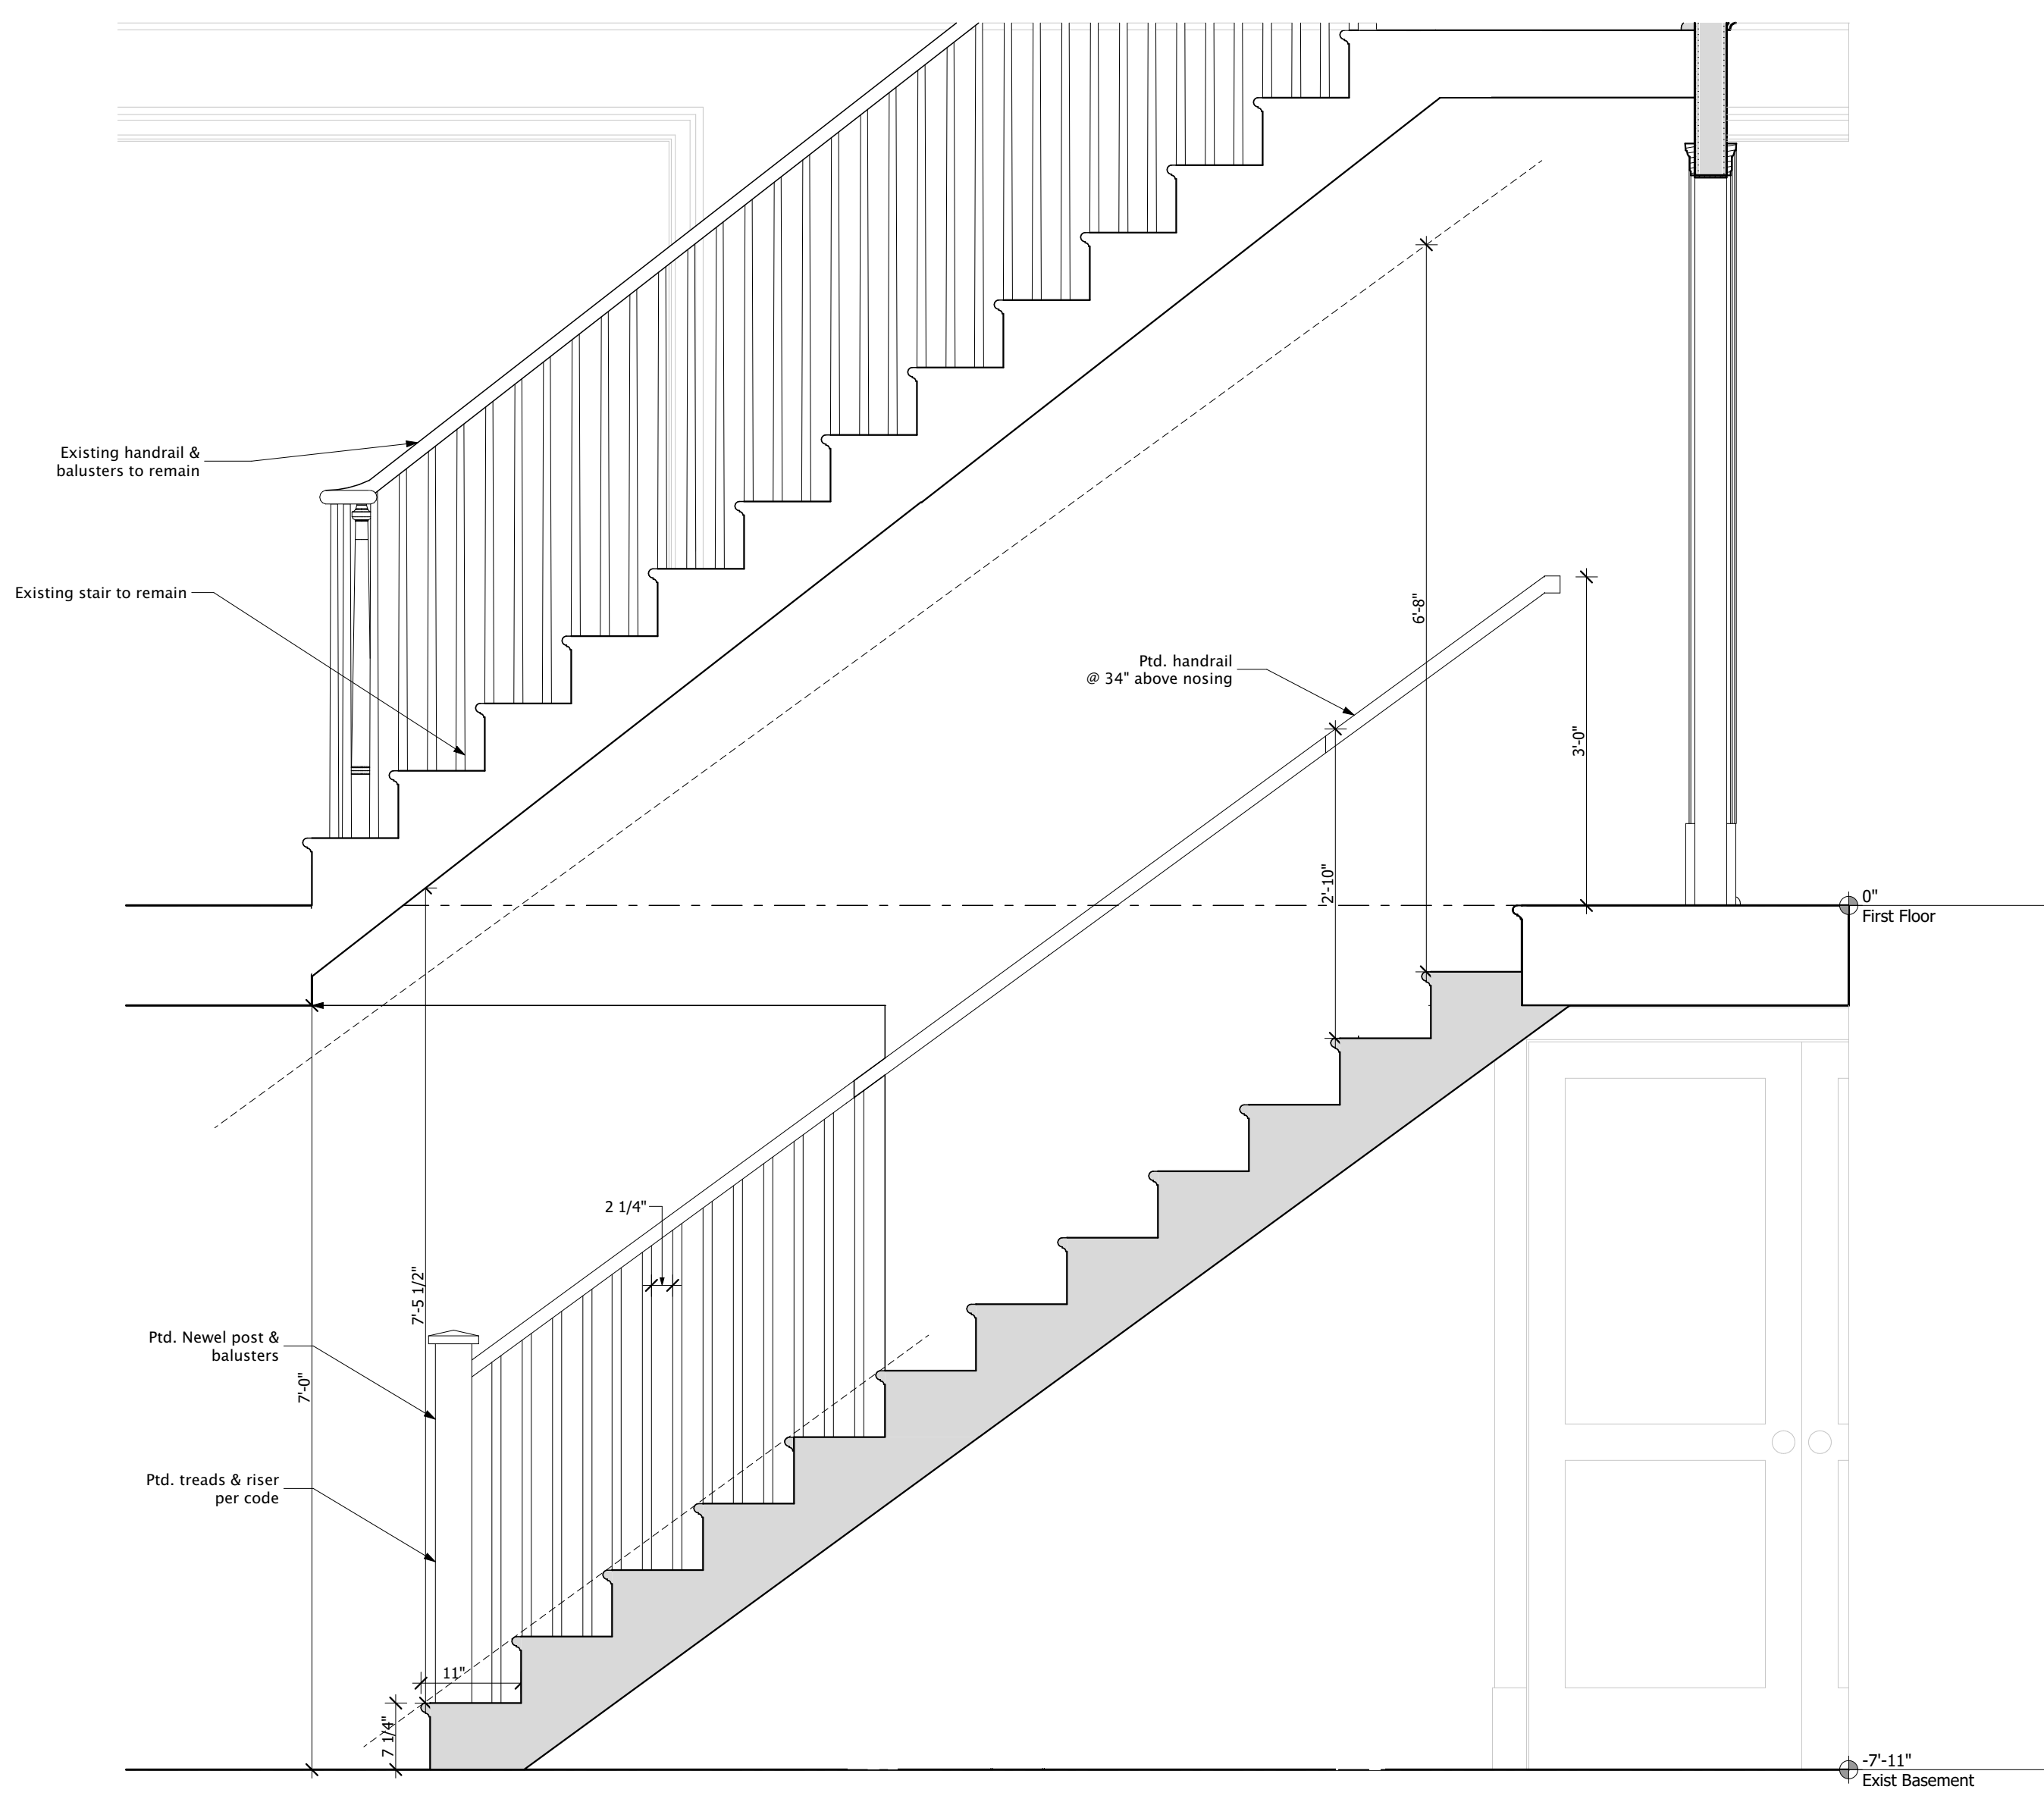 Existing handrail &
balusters to remain
Existing stair to remain
6'-8"
Ptd. handrail
@ 34" above nosing
3'-0"
2'-10"
0"
First Floor
2 1/4"
7'-5 1/2"
Ptd. Newel post &
balusters
7'-0"
Ptd. treads & riser
per code
11"
7 1/4"
-7'-11"
Exist Basement